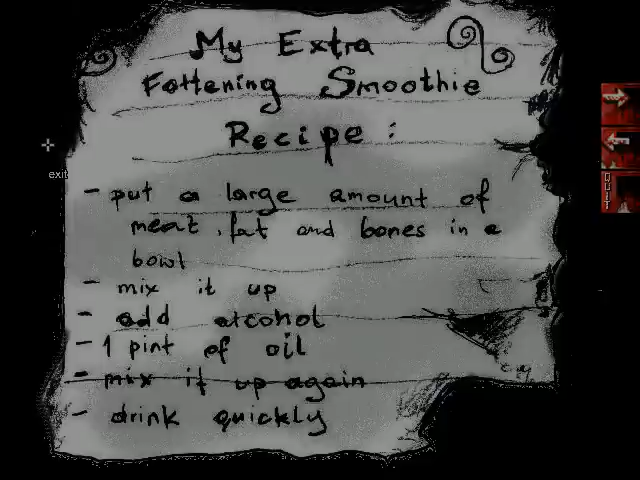 My Extra
Fattening Smoothie
Recipe :
exit
- put a large amount of
meat, fat and bones in a
bowl
- mix it up
- add alcohol
- 1 pint of oil
- mix it up again
- drink quickly
QUIT